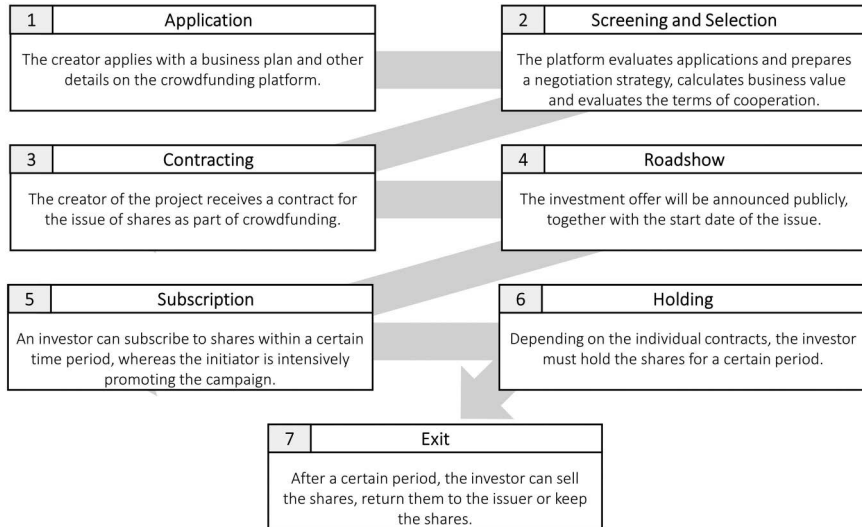 1 Application
The creator applies with a business plan and other
details on the crowdfunding platform.
2 Screening and Selection
The platform evaluates applications and prepares
a negotiation strategy, calculates business value
and evaluates the terms of cooperation.
3 Contracting
The creator of the project receives a contract for
the issue of shares as part of crowdfunding.
4 Roadshow
The investment offer will be announced publicly,
together with the start date of the issue.
5 Subscription
An investor can subscribe to shares within a certain
time period, whereas the initiator is intensively
promoting the campaign.
6 Holding
Depending on the individual contracts, the investor
must hold the shares for a certain period.
7 Exit
After a certain period, the investor can sell
the shares, return them to the issuer or keep
the shares.